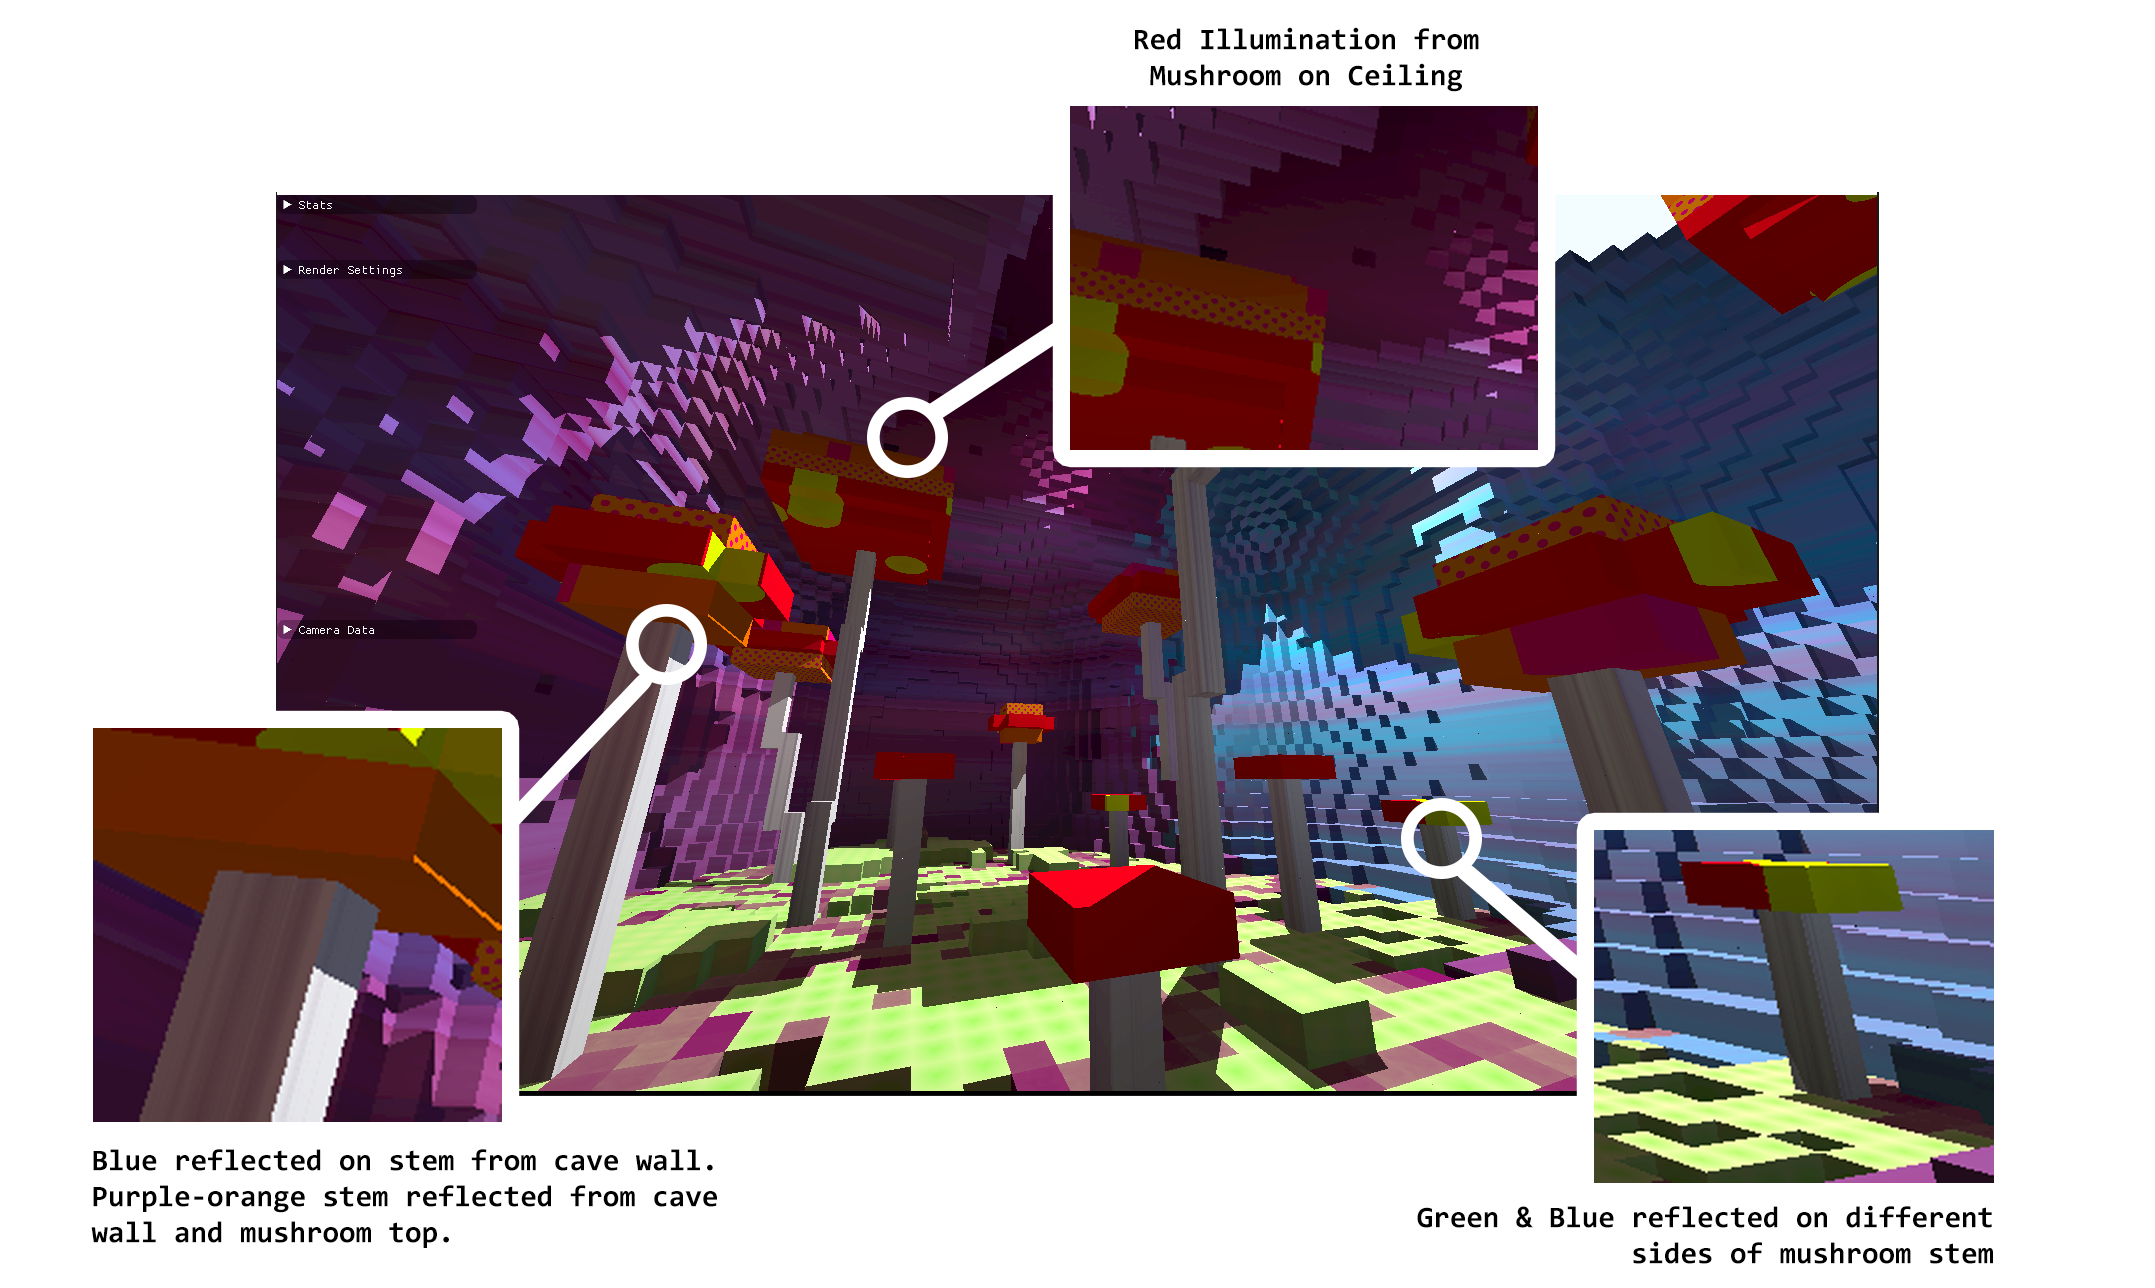 Red Illumination from
Mushroom on Ceiling
Stats
Render Settings
Camera Data
Blue reflected on stem from cave wall.
Purple-orange stem reflected from cave
wall and mushroom top.
Green & Blue reflected on different
sides of mushroom stem